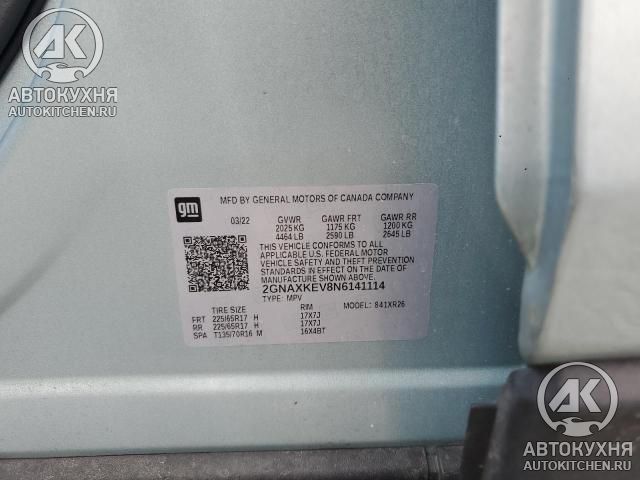 AK
АВТОКУХНЯ
AUTOKITCHEN.RU
gm
MFD BY GENERAL MOTORS OF CANADA COMPANY
03/22 GVWR GAWR FRT GAWR RR
2025 KG 1175 KG 1200 KG
4464 LB 2590 LB 2645 LB
THIS VEHICLE CONFORMS TO ALL
APPLICABLE U.S. FEDERAL MOTOR
VEHICLE SAFETY AND THEFT PREVENTION
STANDARDS IN EFFECT ON THE DATE OF
MANUFACTURE SHOWN ABOVE.
2GNAXKEV8N6141114
TYPE: MPV MODEL: 841XR26
TIRE SIZE RIM
FRT 225/65R17 H 17X7J
RR 225/65R17 H 17X7J
SPA T135/70R16 M 16X4BT
AK
АВТОКУХНЯ
AUTOKITCHEN.RU